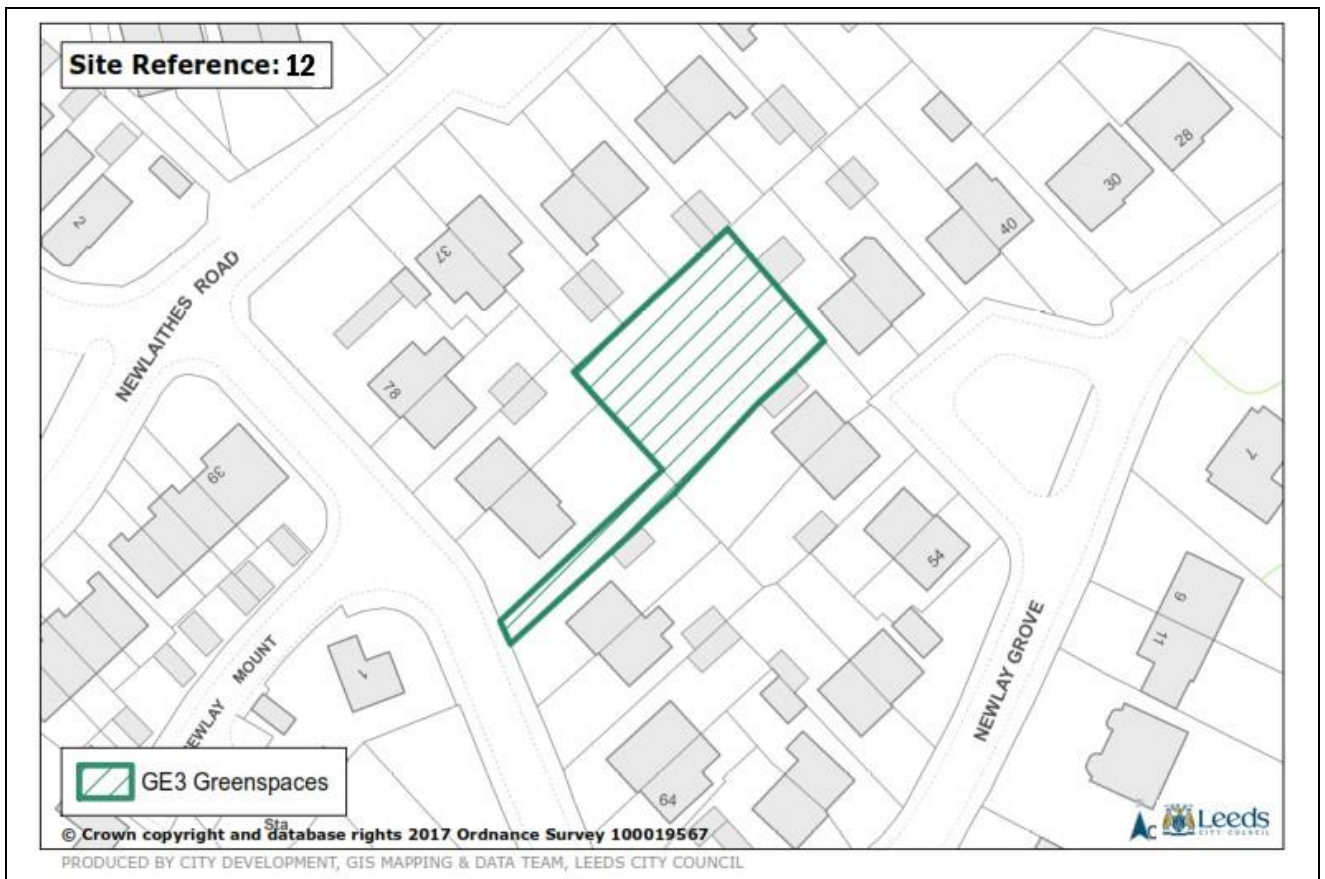 Site Reference: 12
2
37
78
39
NEWLAITHES ROAD
40
30
28
7
54
9
11
NEWLAY GROVE
MOUNT
1
64
GE3 Greenspaces
Sta
© Crown copyright and database rights 2017 Ordnance Survey 100019567
Leeds
CITY COUNCIL
PRODUCED BY CITY DEVELOPMENT, GIS MAPPING & DATA TEAM, LEEDS CITY COUNCIL